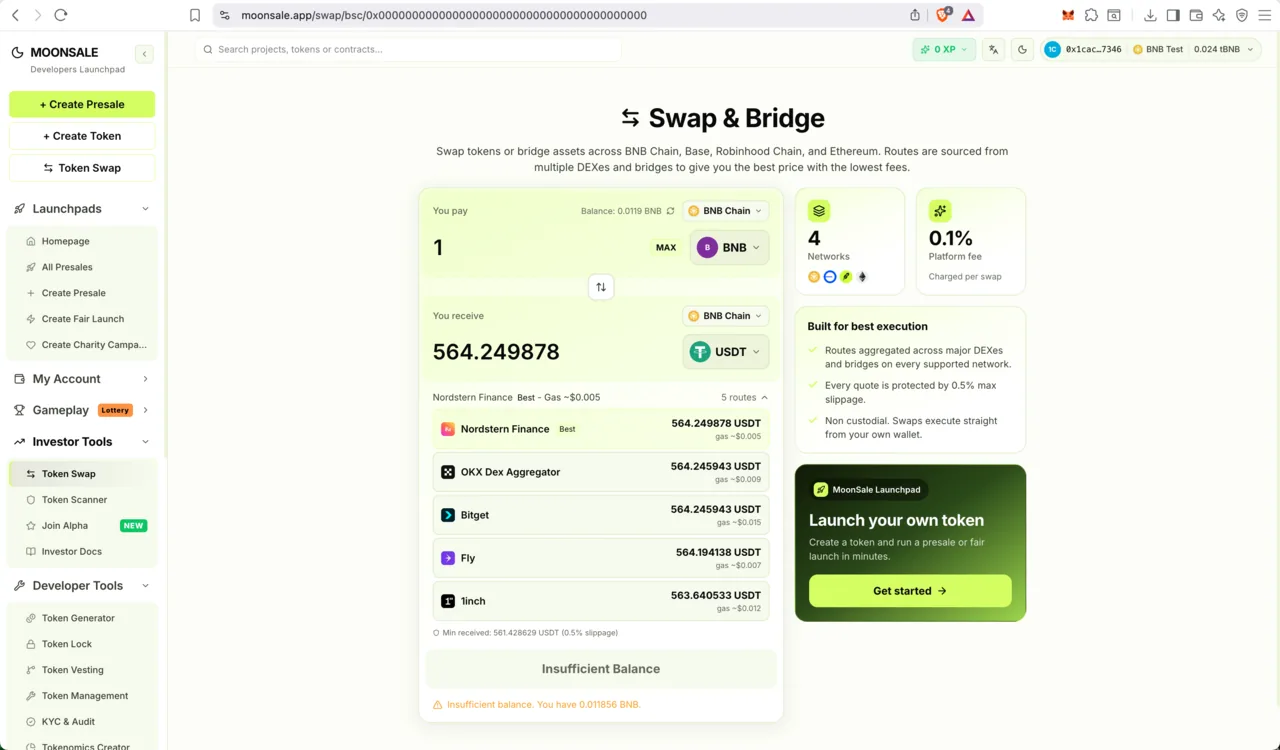 moonsale.app/swap/bsc/0x0000000000000000000000000000000000000000
4
MOONSALE
Developers Launchpad
Search projects, tokens or contracts...
0 XP
1C 0x1cac...7346 BNB Test 0.024 tBNB
+ Create Presale
+ Create Token
Token Swap
Launchpads
Homepage
All Presales
Create Presale
Create Fair Launch
Create Charity Campa...
My Account
Gameplay Lottery
Investor Tools
Token Swap
Token Scanner
Join Alpha NEW
Investor Docs
Developer Tools
Token Generator
Token Lock
Token Vesting
Token Management
KYC & Audit
Tokenomics Creator
Swap & Bridge
Swap tokens or bridge assets across BNB Chain, Base, Robinhood Chain, and Ethereum. Routes are sourced from
multiple DEXes and bridges to give you the best price with the lowest fees.
You pay Balance: 0.0119 BNB BNB Chain
1 MAX B BNB
You receive BNB Chain
564.249878 USDT
Nordstern Finance Best - Gas ~$0.005 5 routes
Nordstern Finance Best 564.249878 USDT
gas ~$0.005
OKX Dex Aggregator 564.245943 USDT
gas ~$0.009
Bitget 564.245943 USDT
gas ~$0.015
Fly 564.194138 USDT
gas ~$0.007
1inch 563.640533 USDT
gas ~$0.012
Min received: 561.428629 USDT (0.5% slippage)
Insufficient Balance
Insufficient balance. You have 0.011856 BNB.
4
Networks
0.1%
Platform fee
Charged per swap
Built for best execution
Routes aggregated across major DEXes
and bridges on every supported network.
Every quote is protected by 0.5% max
slippage.
Non custodial. Swaps execute straight
from your own wallet.
MoonSale Launchpad
Launch your own token
Create a token and run a presale or fair
launch in minutes.
Get started →